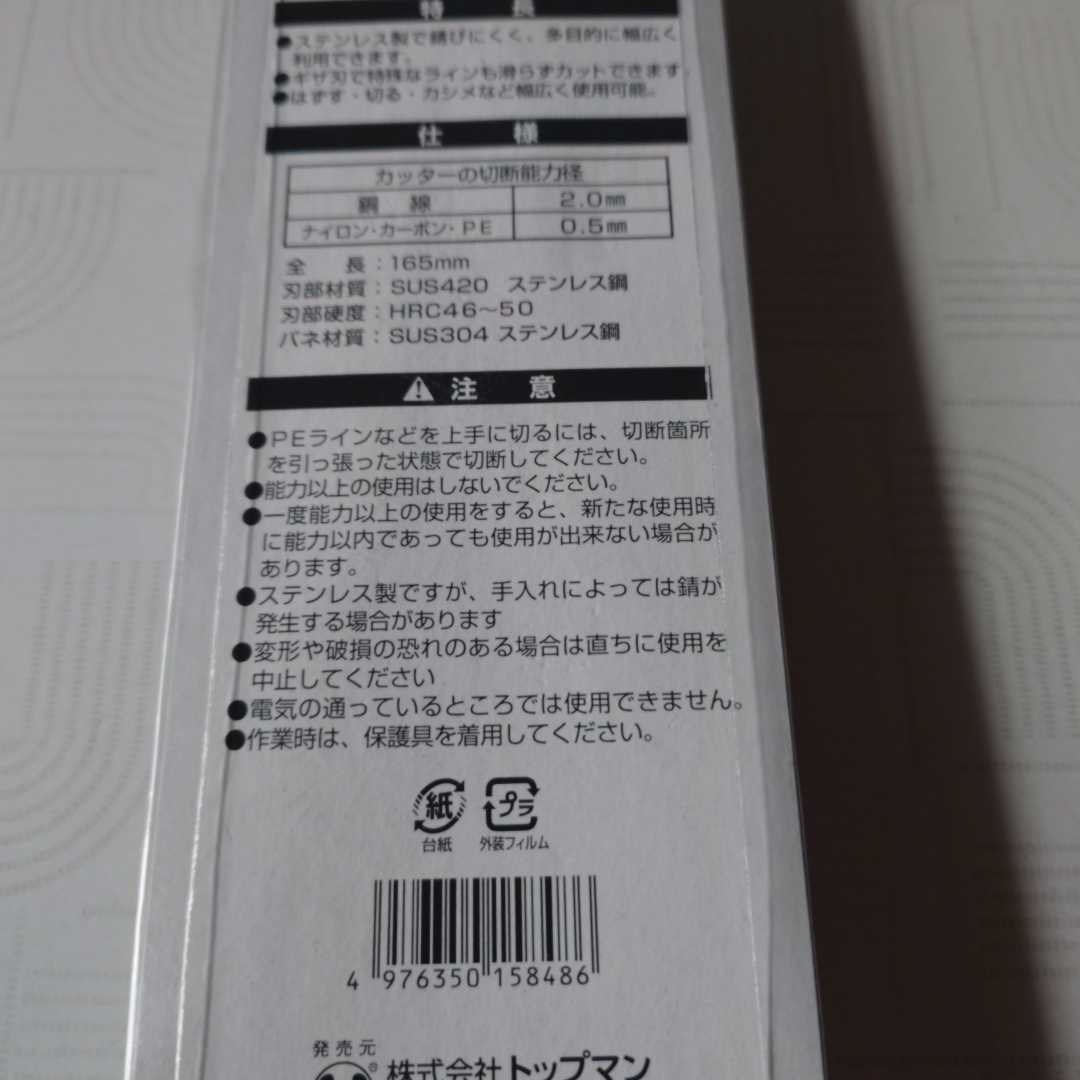 特 長
●ステンレス製で錆びにくく、多目的に幅広く
利用できます。
●ギザ刃で特殊なラインも滑らずカットできます。
●はずす・切る・カシメなど幅広く使用可能。
仕 様
カッターの切断能力径
銅 線 2.0㎜
ナイロン・カーボン・PE 0.5㎜
全 長：165mm
刃部材質：SUS420 ステンレス鋼
刃部硬度：HRC46～50
バネ材質：SUS304 ステンレス鋼
⚠ 注 意
●PEラインなどを上手に切るには、切断箇所
を引っ張った状態で切断してください。
●能力以上の使用はしないでください。
●一度能力以上の使用をすると、新たな使用時
に能力以内であっても使用が出来ない場合が
あります。
●ステンレス製ですが、手入れによっては錆が
発生する場合があります
●変形や破損の恐れのある場合は直ちに使用を
中止してください
●電気の通っているところでは使用できません。
●作業時は、保護具を着用してください。
紙 プラ
台紙 外装フィルム
4 976350 158486
発売元
® 株式会社トップマン